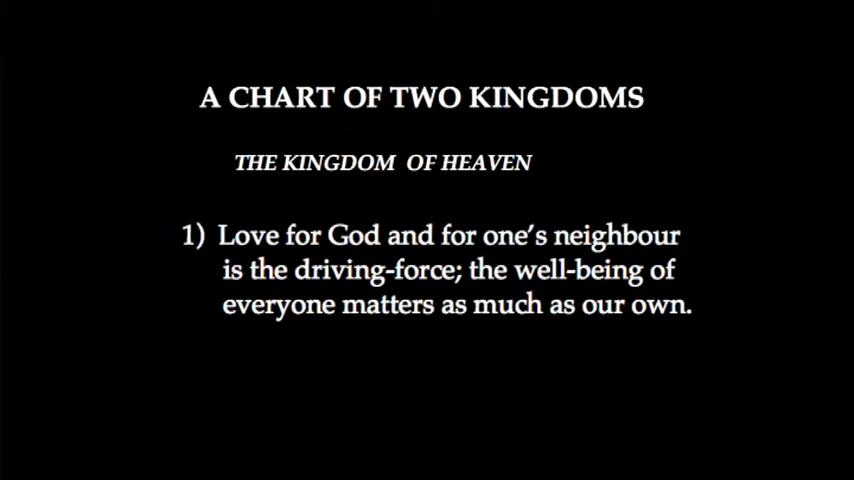 A CHART OF TWO KINGDOMS
THE KINGDOM OF HEAVEN
1) Love for God and for one's neighbour
is the driving-force; the well-being of
everyone matters as much as our own.